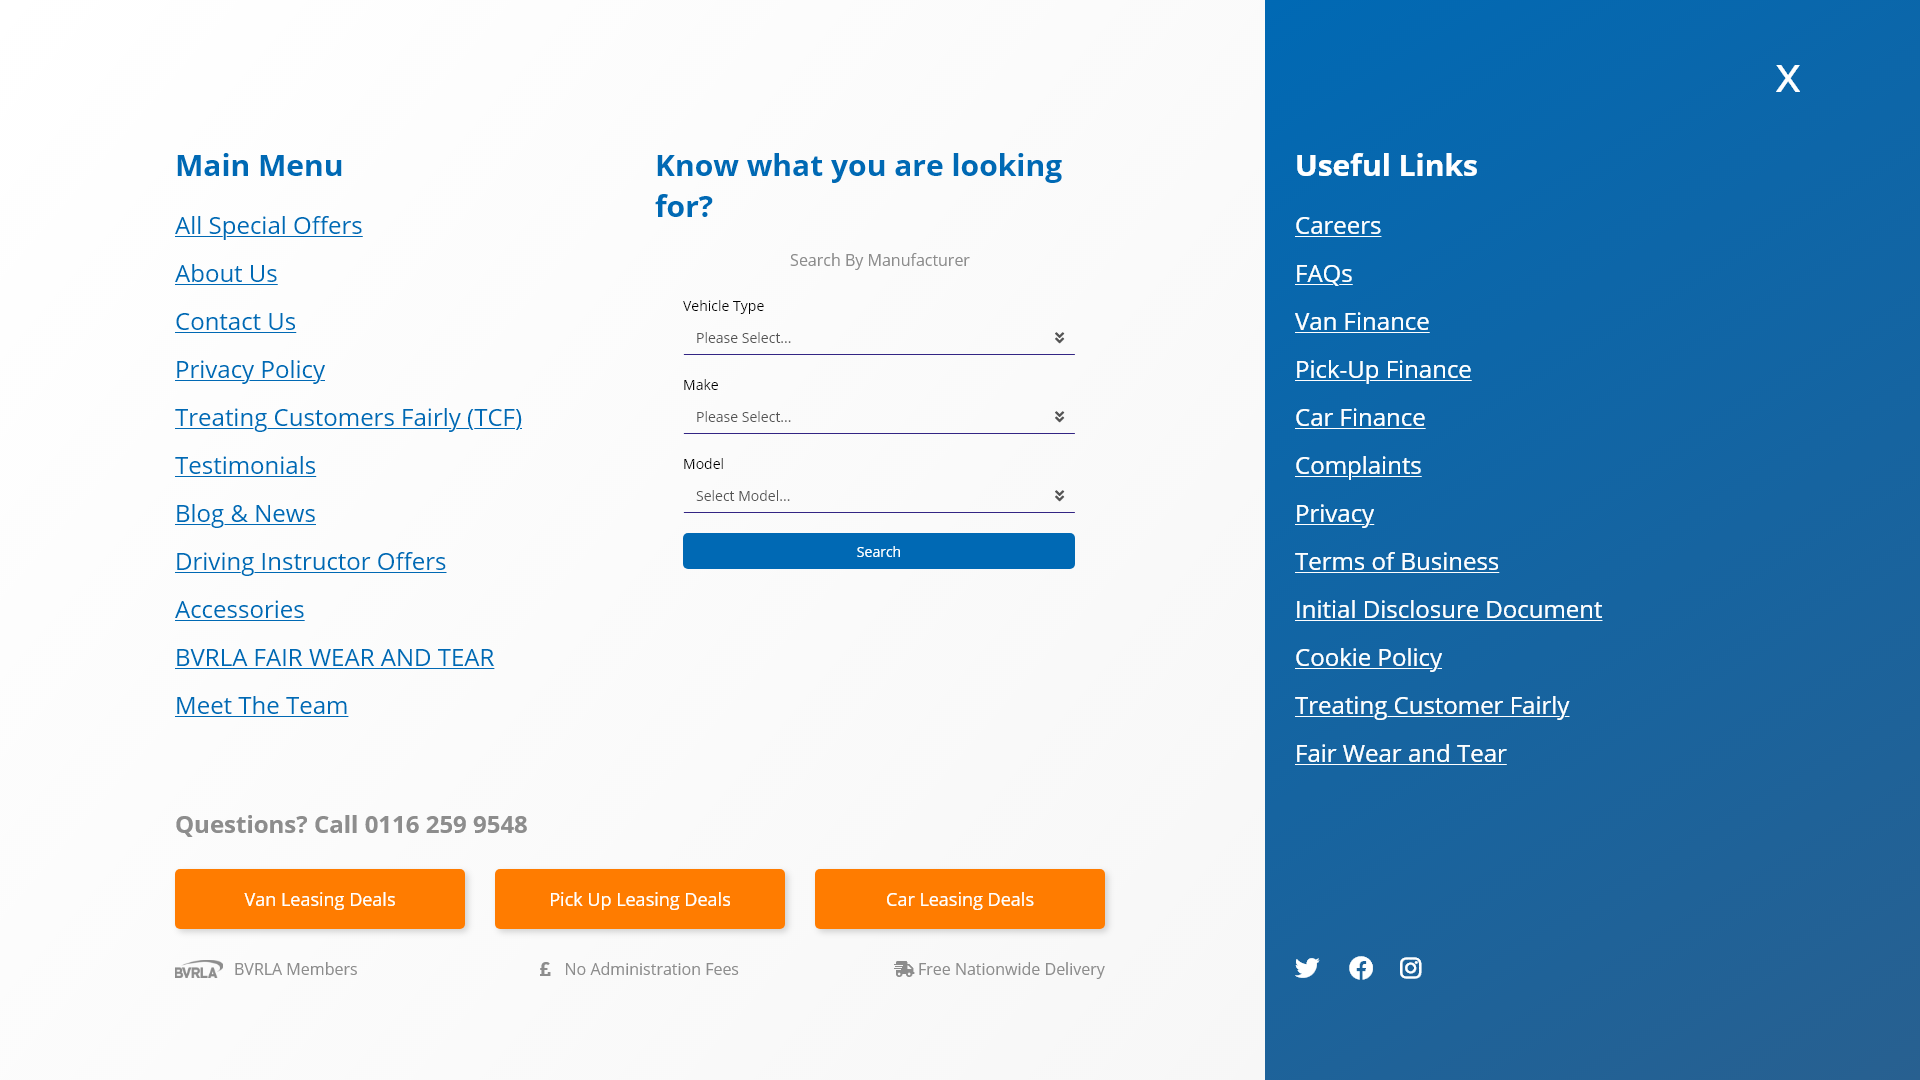 X
Main Menu
All Special Offers
About Us
Contact Us
Privacy Policy
Treating Customers Fairly (TCF)
Testimonials
Blog & News
Driving Instructor Offers
Accessories
BVRLA FAIR WEAR AND TEAR
Meet The Team
Know what you are looking
for?
Search By Manufacturer
Vehicle Type
Please Select...
Make
Please Select...
Model
Select Model...
Search
Questions? Call 0116 259 9548
Van Leasing Deals
Pick Up Leasing Deals
Car Leasing Deals
BVRLA BVRLA Members
£ No Administration Fees
Free Nationwide Delivery
Useful Links
Careers
FAQs
Van Finance
Pick-Up Finance
Car Finance
Complaints
Privacy
Terms of Business
Initial Disclosure Document
Cookie Policy
Treating Customer Fairly
Fair Wear and Tear